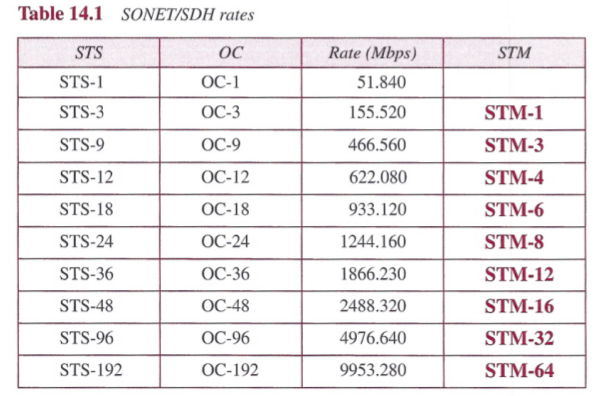 Table 14.1 SONET/SDH rates
STS OC Rate (Mbps) STM
STS-1 OC-1 51.840
STS-3 OC-3 155.520 STM-1
STS-9 OC-9 466.560 STM-3
STS-12 OC-12 622.080 STM-4
STS-18 OC-18 933.120 STM-6
STS-24 OC-24 1244.160 STM-8
STS-36 OC-36 1866.230 STM-12
STS-48 OC-48 2488.320 STM-16
STS-96 OC-96 4976.640 STM-32
STS-192 OC-192 9953.280 STM-64